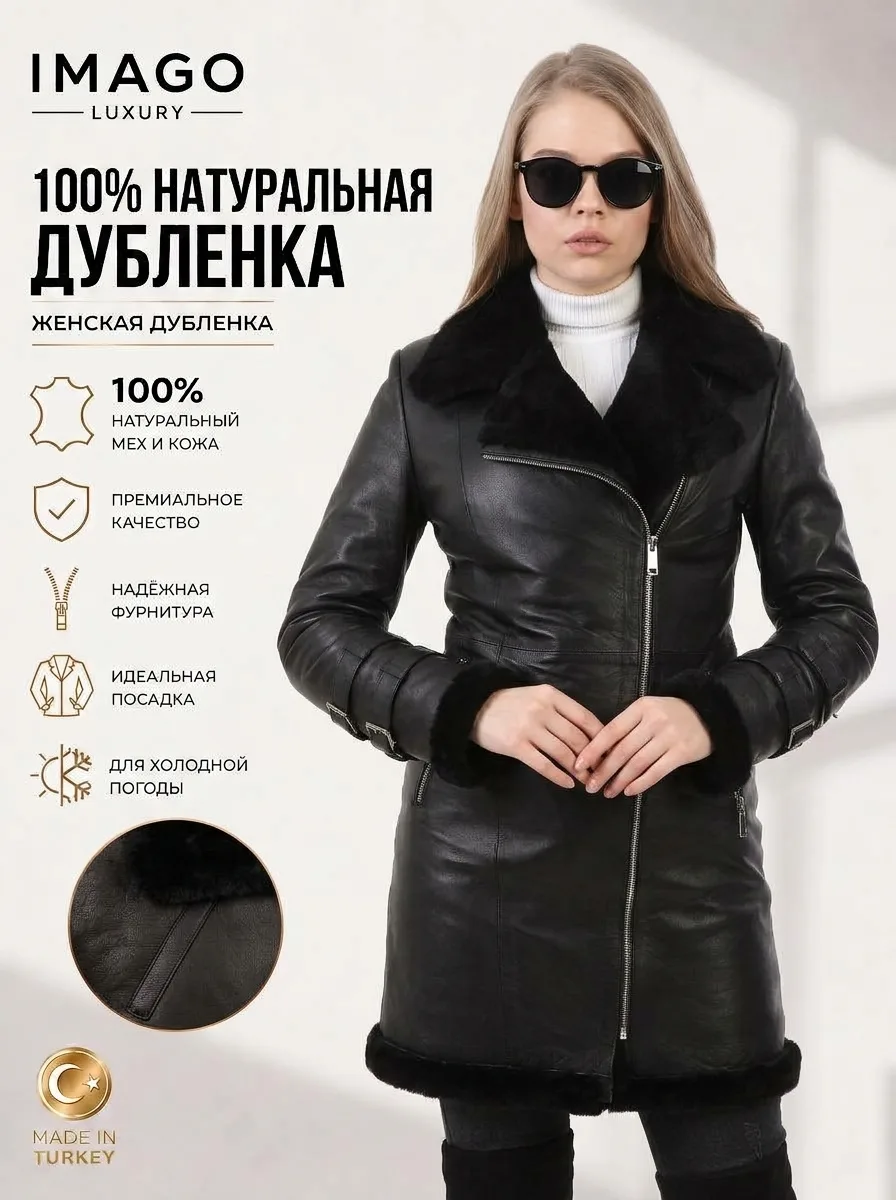 IMAGO
LUXURY
100% НАТУРАЛЬНАЯ
ДУБЛЕНКА
ЖЕНСКАЯ ДУБЛЕНКА
100%
НАТУРАЛЬНЫЙ
МЕХ И КОЖА
ПРЕМИАЛЬНОЕ
КАЧЕСТВО
НАДЁЖНАЯ
ФУРНИТУРА
ИДЕАЛЬНАЯ
ПОСАДКА
ДЛЯ ХОЛОДНОЙ
ПОГОДЫ
MADE IN
TURKEY